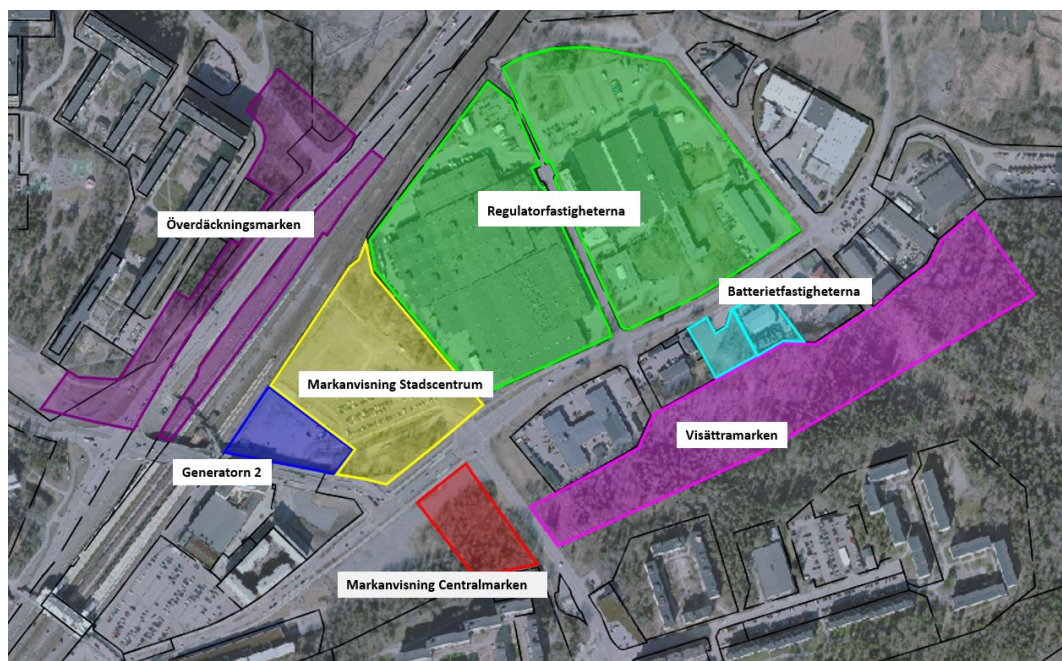 Regulatorfastigheterna
Överdäckningsmarken
Batterietfastigheterna
Markanvisning Stadscentrum
Visättramarken
Generatorn 2
Markanvisning Centralmarken